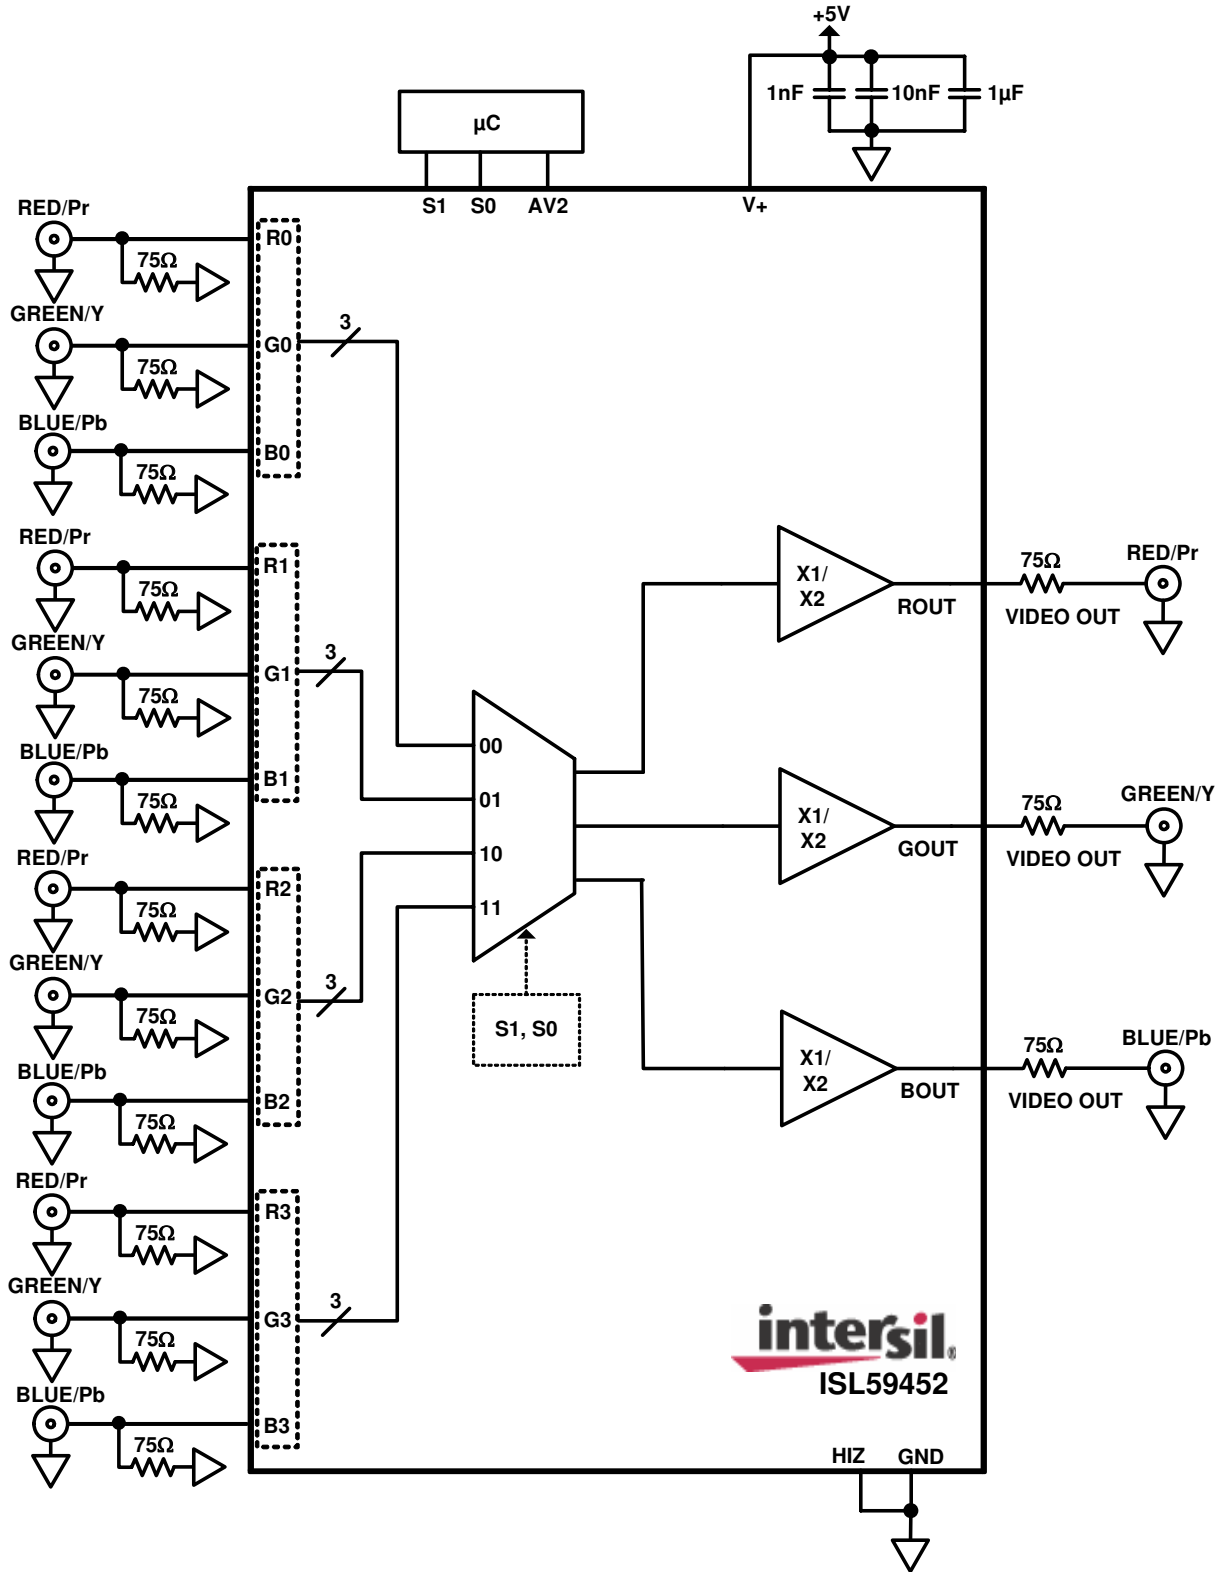 +5V
1nF
10nF
1µF
µC
S1
S0
AV2
V+
RED/Pr
75Ω
R0
GREEN/Y
75Ω
G0
3
BLUE/Pb
75Ω
B0
RED/Pr
75Ω
R1
GREEN/Y
75Ω
G1
3
BLUE/Pb
75Ω
B1
RED/Pr
75Ω
R2
GREEN/Y
75Ω
G2
3
BLUE/Pb
75Ω
B2
RED/Pr
75Ω
R3
GREEN/Y
75Ω
G3
3
BLUE/Pb
75Ω
B3
00
01
10
11
S1, S0
X1/
X2
ROUT
75Ω
VIDEO OUT
RED/Pr
X1/
X2
GOUT
75Ω
VIDEO OUT
GREEN/Y
X1/
X2
BOUT
75Ω
VIDEO OUT
BLUE/Pb
intersil®
ISL59452
HIZ
GND